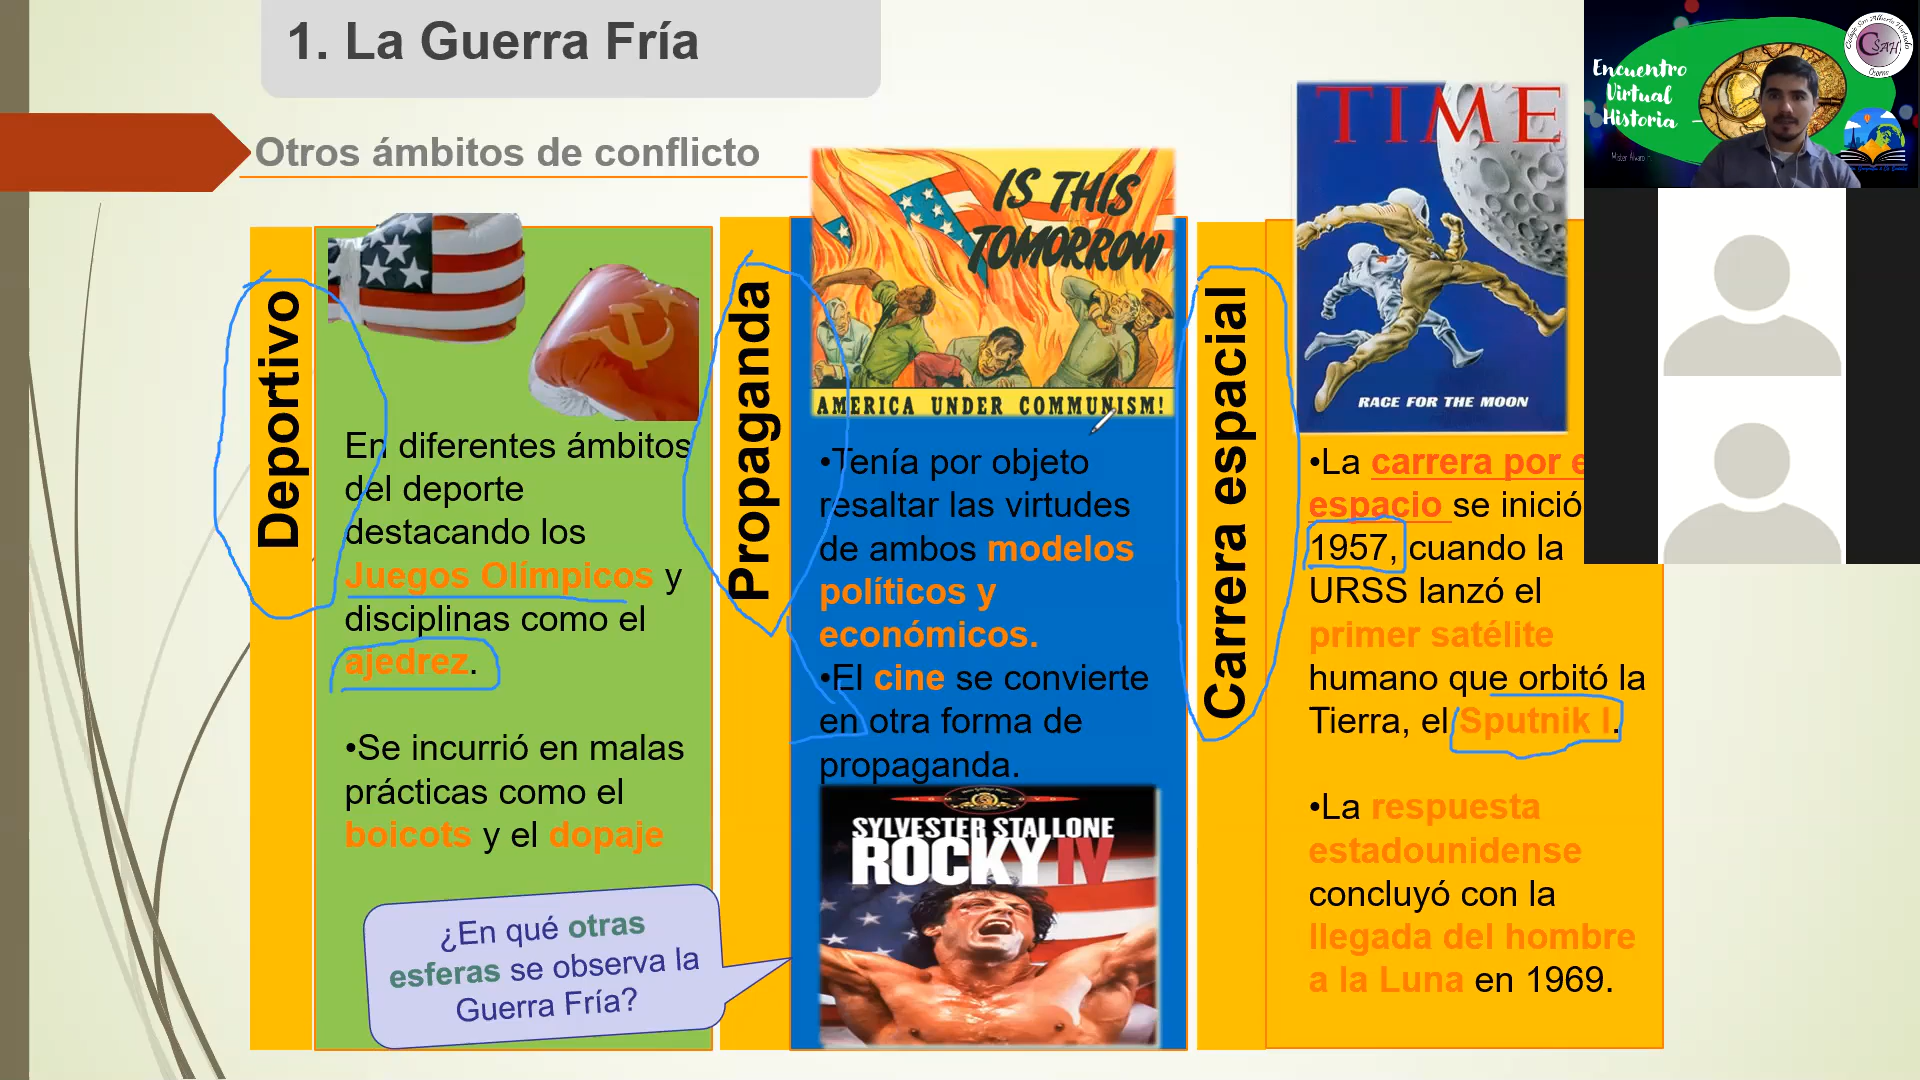 1. La Guerra Fría
Otros ámbitos de conflicto
Deportivo
En diferentes ámbitos
del deporte
destacando los
Juegos Olímpicos y
disciplinas como el
ajedrez.
•Se incurrió en malas
prácticas como el
boicots y el dopaje
¿En qué otras
esferas se observa la
Guerra Fría?
Propaganda
IS THIS
TOMORROW
AMERICA UNDER COMMUNISM!
•Tenía por objeto
resaltar las virtudes
de ambos modelos
políticos y
económicos.
•El cine se convierte
en otra forma de
propaganda.
SYLVESTER STALLONE
ROCKY IV
Carrera espacial
TIME
RACE FOR THE MOON
•La carrera por e
espacio se inició
1957, cuando la
URSS lanzó el
primer satélite
humano que orbitó la
Tierra, el Sputnik I.
•La respuesta
estadounidense
concluyó con la
llegada del hombre
a la Luna en 1969.
Encuentro
Virtual
Historia
Colegio San Alberto Hurtado
CSAH